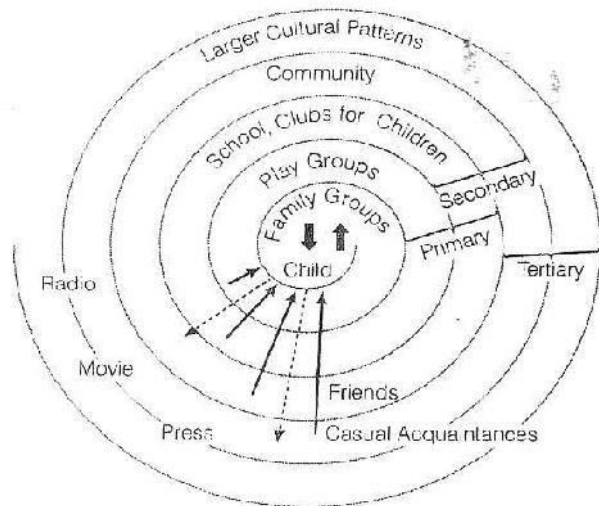 Larger Cultural Patterns
Community
School, Clubs for Children
Play Groups
Secondary
Family Groups
Primary
Child
Tertiary
Radio
Movie
Friends
Press
Casual Acquaintances